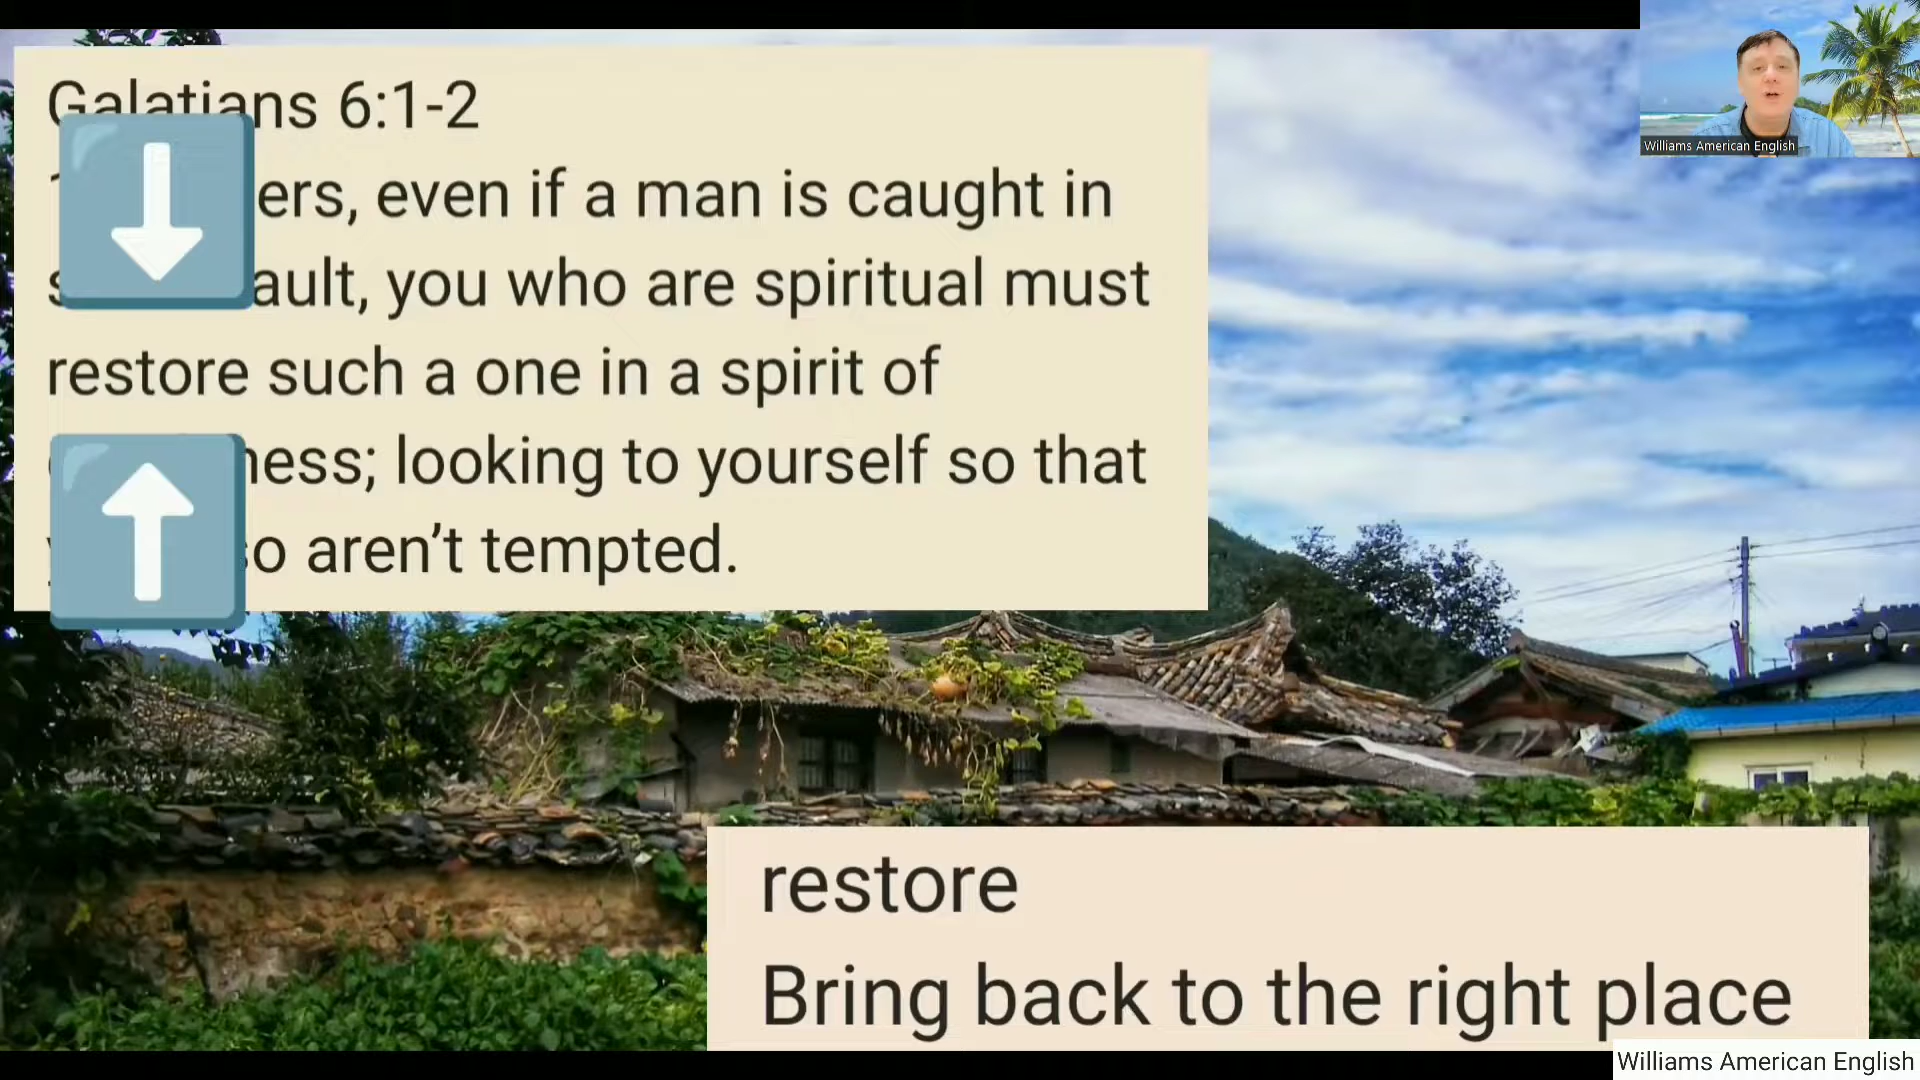 Galatians 6:1-2
ers, even if a man is caught in
ault, you who are spiritual must
restore such a one in a spirit of
ness; looking to yourself so that
so aren’t tempted.
restore
Bring back to the right place
Williams American English
Williams American English